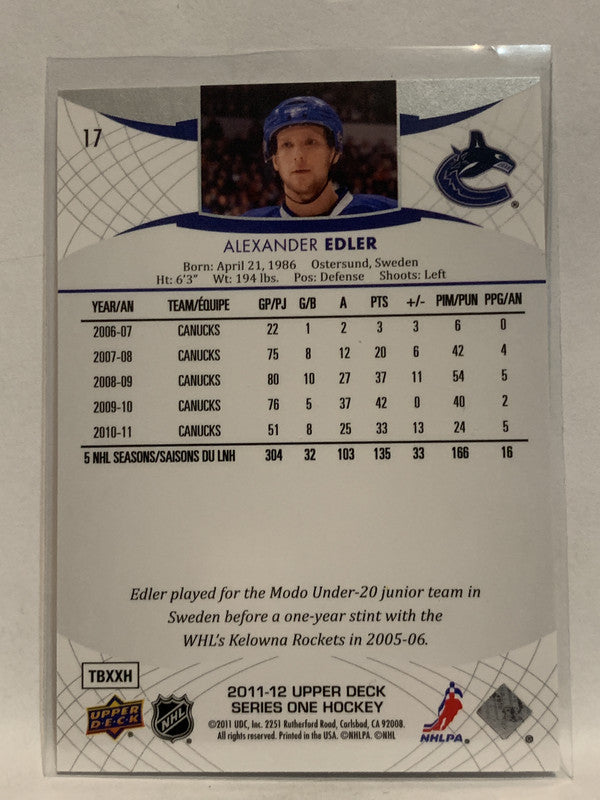 17
ALEXANDER EDLER
Born: April 21, 1986 Ostersund, Sweden
Ht: 6'3" Wt: 194 lbs. Pos: Defense Shoots: Left
YEAR/AN TEAM/ÉQUIPE GP/PJ G/B A PTS +/- PIM/PUN PPG/AN
2006-07 CANUCKS 22 1 2 3 3 6 0
2007-08 CANUCKS 75 8 12 20 6 42 4
2008-09 CANUCKS 80 10 27 37 11 54 5
2009-10 CANUCKS 76 5 37 42 0 40 2
2010-11 CANUCKS 51 8 25 33 13 24 5
5 NHL SEASONS/SAISONS DU LNH 304 32 103 135 33 166 16
Edler played for the Modo Under-20 junior team in
Sweden before a one-year stint with the
WHL's Kelowna Rockets in 2005-06.
TBXXH
2011-12 UPPER DECK
SERIES ONE HOCKEY
©2011 UDC, Inc. 2251 Rutherford Road, Carlsbad, CA 92008.
All rights reserved. Printed in the USA. ©NHLPA. ©NHL
UPPER
D·E·C·K
NHL
NHLPA.